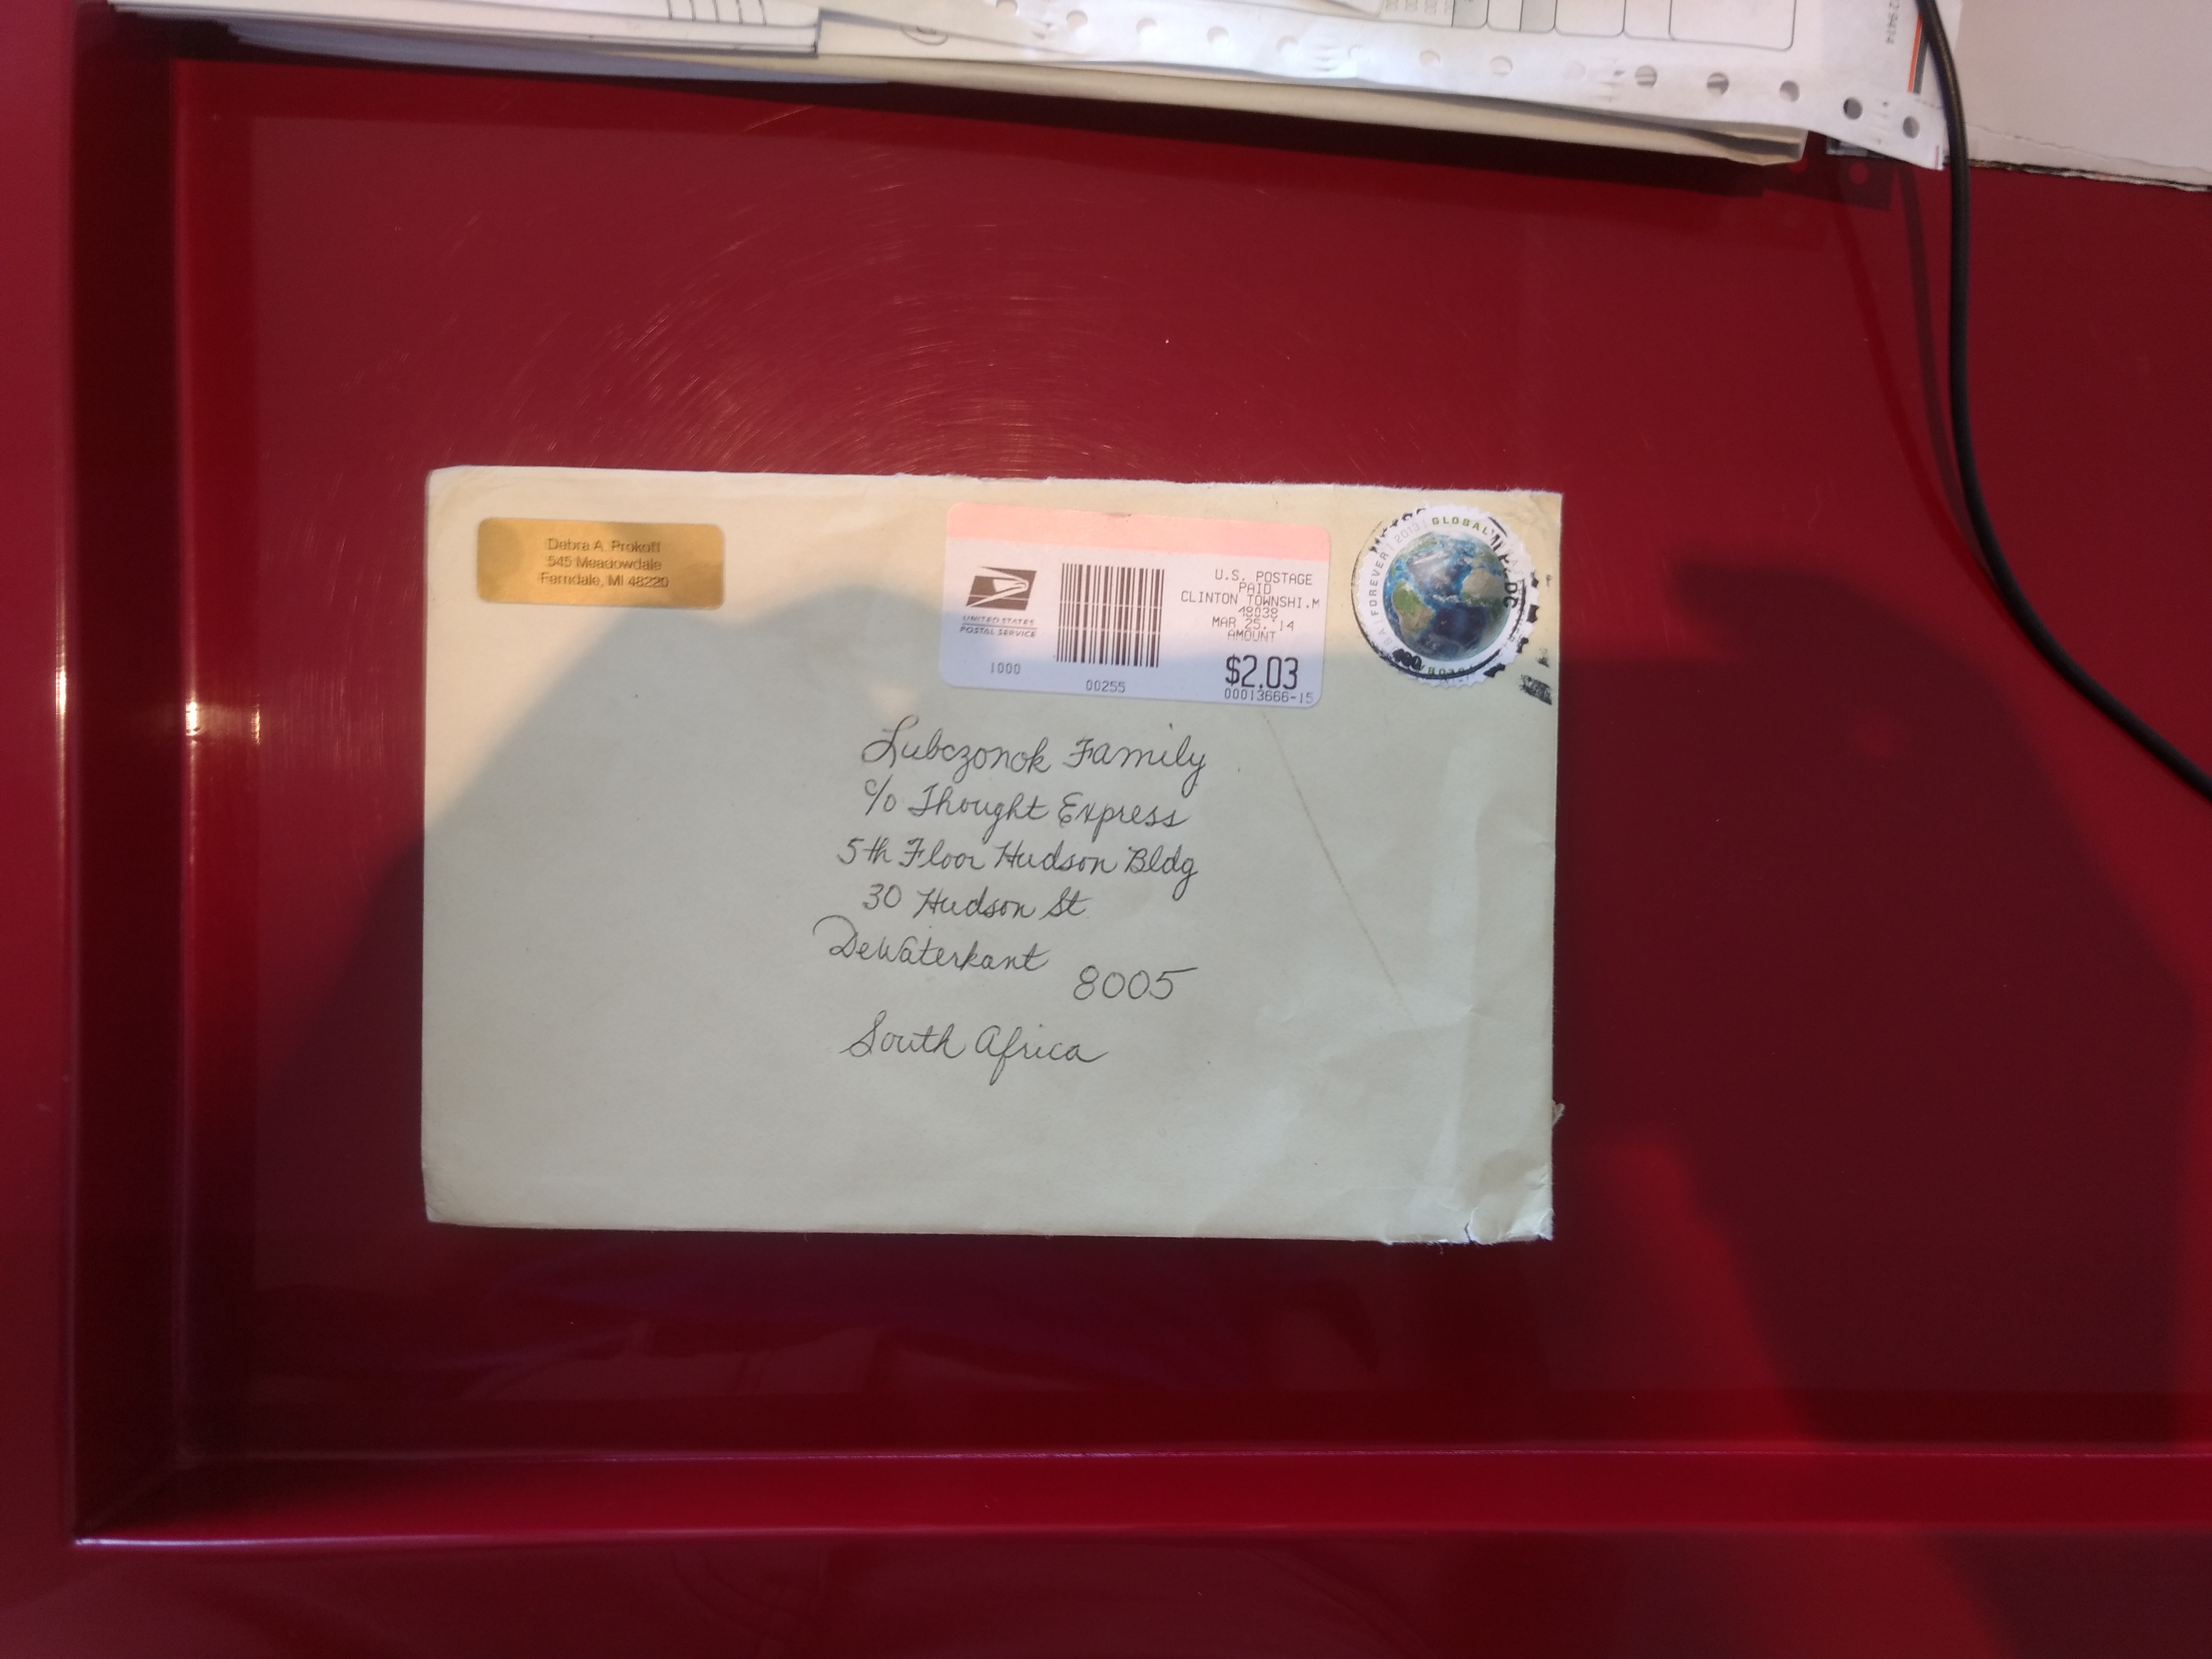 Debra A. Prokoff
545 Meadowdale
Ferndale, MI 48220
UNITED STATES
POSTAL SERVICE
1000
00255
U.S. POSTAGE
PAID
CLINTON TOWNSHI.M
48038
MAR 25, '14
AMOUNT
$2.03
00013666-15
GLOBAL
FOREVER 2013
Lubczonok Family
c/o Thought Express
5th Floor Hudson Bldg
30 Hudson St
DeWaterkant 8005
South Africa